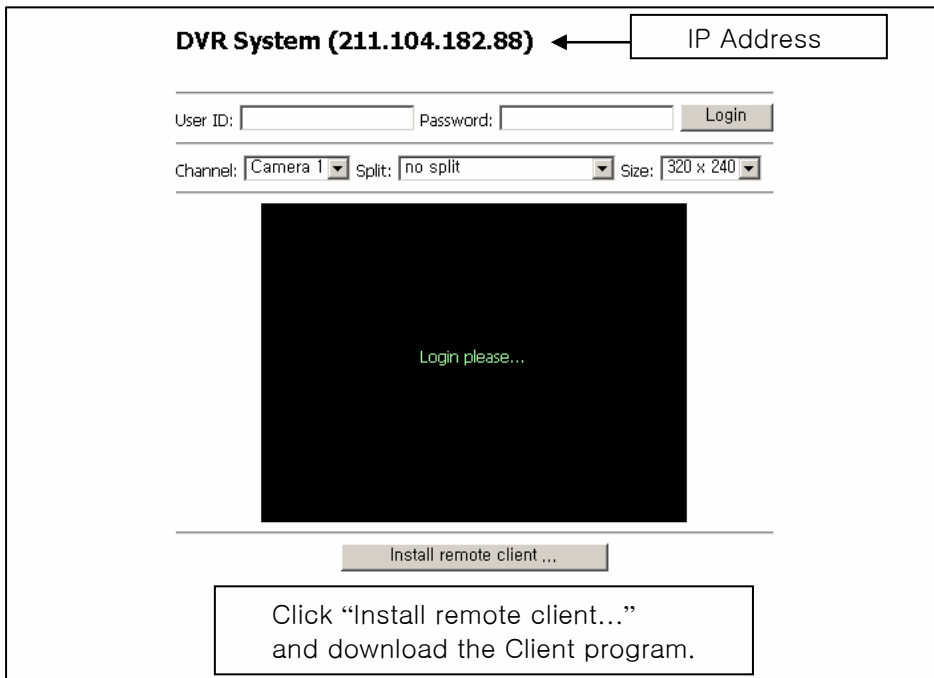 DVR System (211.104.182.88)
IP Address
User ID:
Password:
Login
Channel: Camera 1 Split: no split Size: 320 x 240
Login please...
Install remote client ...
Click “Install remote client...”
and download the Client program.